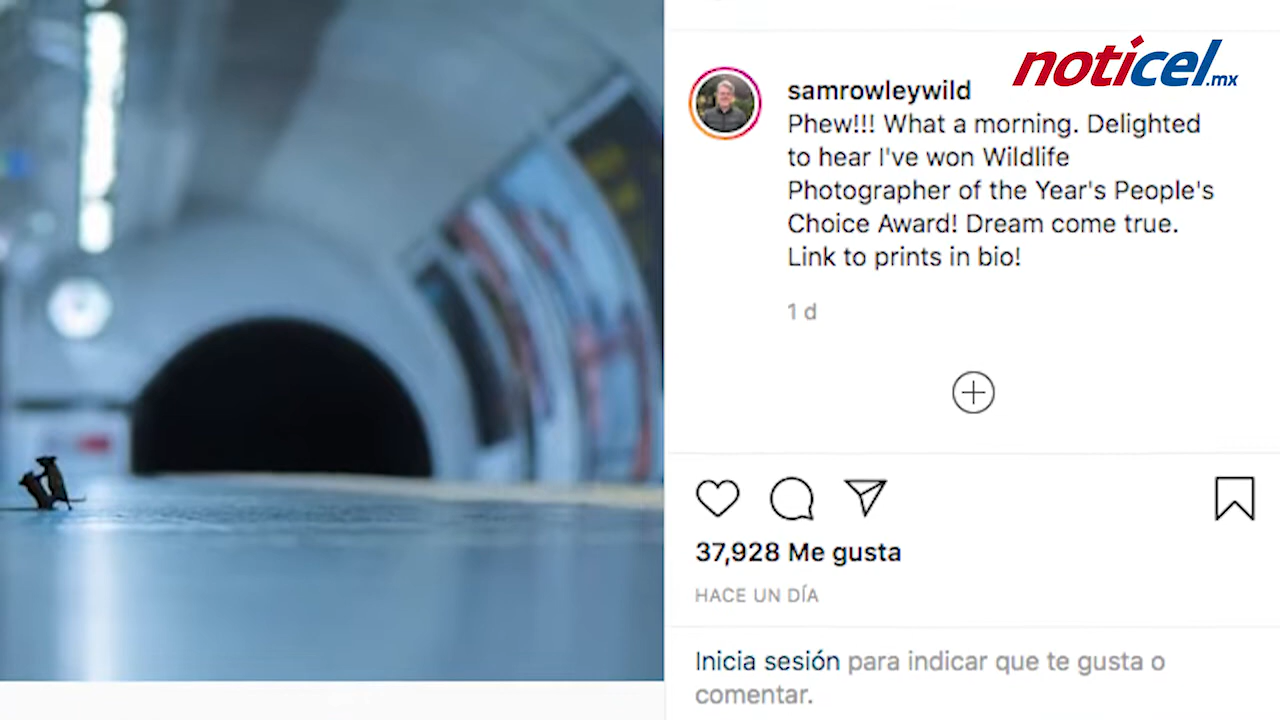 noticel.mx
samrowleywild
Phew!!! What a morning. Delighted
to hear I've won Wildlife
Photographer of the Year's People's
Choice Award! Dream come true.
Link to prints in bio!
1 d
37,928 Me gusta
HACE UN DÍA
Inicia sesión para indicar que te gusta o
comentar.